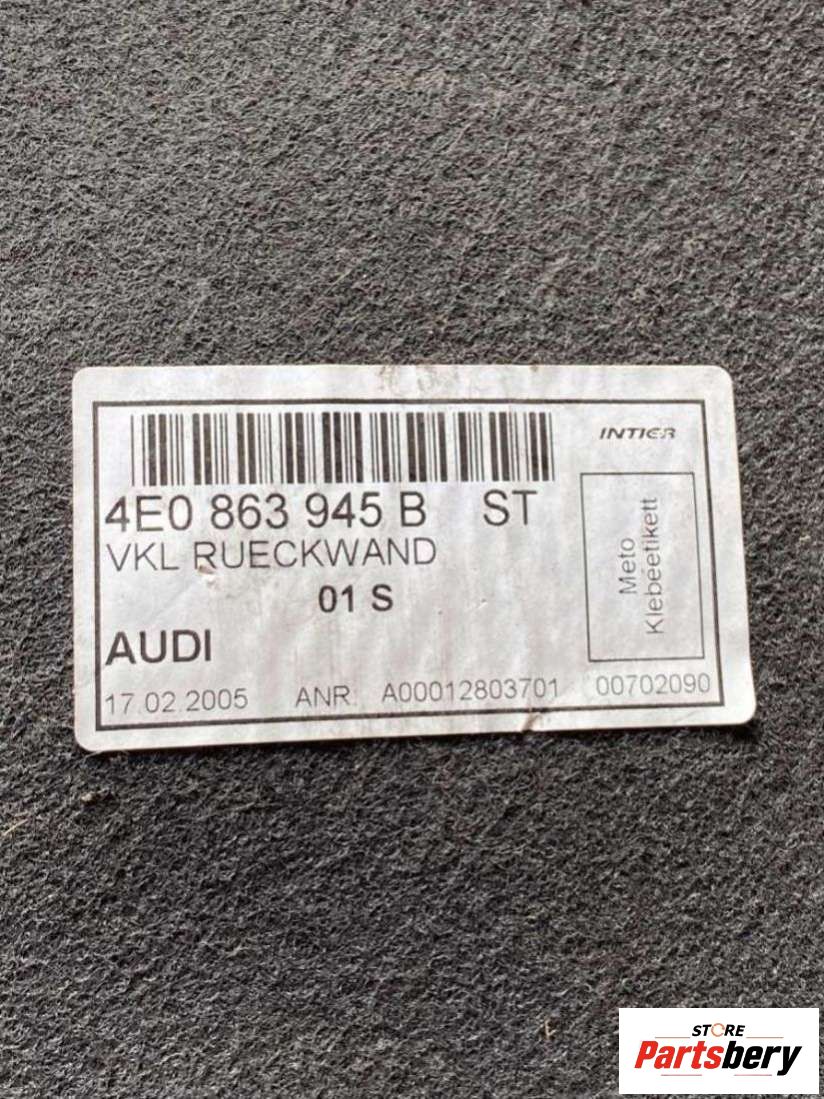 INTIER
4E0 863 945 B ST
VKL RUECKWAND
01 S
AUDI
17.02.2005 ANR. A00012803701 00702090
Meto
Klebeetikett
STORE
Partsbery